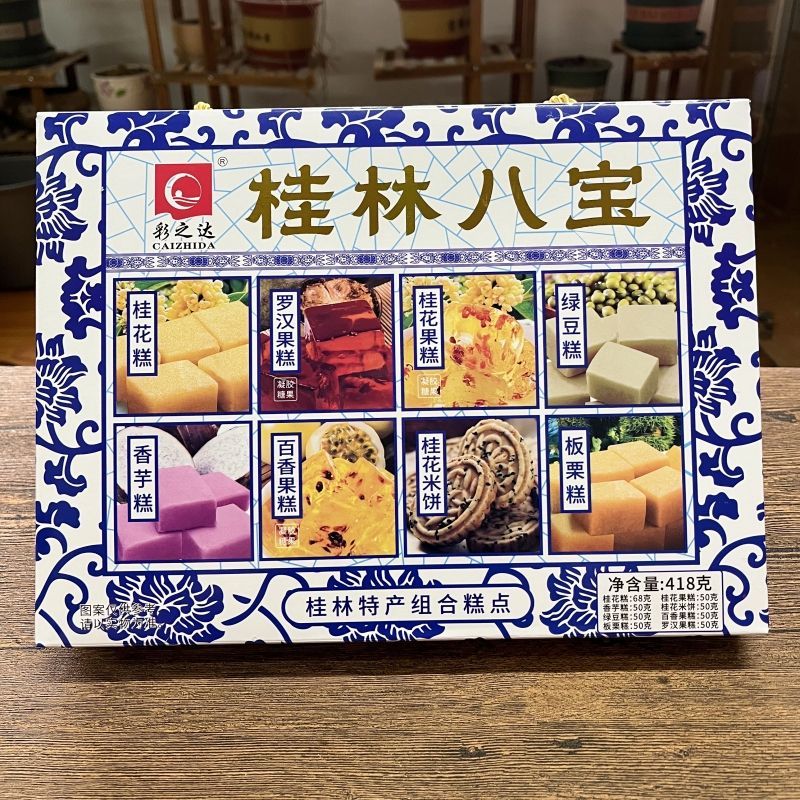 彩之达
CAIZHIDA
®
桂林八宝
桂花糕
罗汉果糕
凝胶
糖果
桂花果糕
凝胶
糖果
绿豆糕
香芋糕
百香果糕
凝胶
糖果
桂花米饼
板栗糕
图案仅供参考
请以实物为准
桂林特产组合糕点
净含量:418克
桂花糕:68克 桂花果糕:50克
香芋糕:50克 桂花米饼:50克
绿豆糕:50克 百香果糕:50克
板栗糕:50克 罗汉果糕:50克